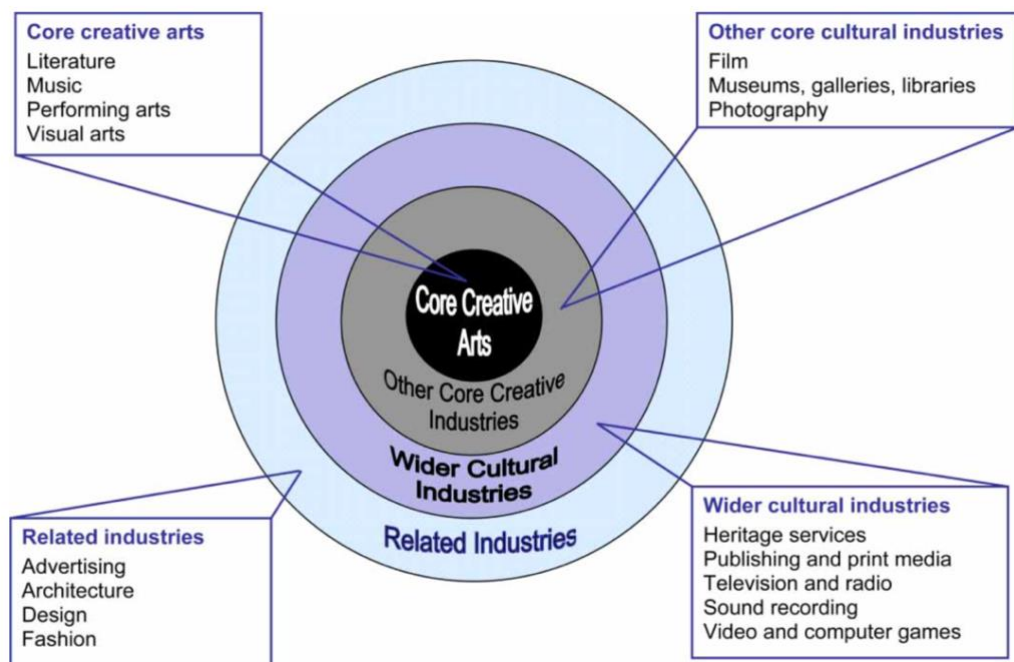 Core creative arts
Literature
Music
Performing arts
Visual arts
Other core cultural industries
Film
Museums, galleries, libraries
Photography
Core Creative
Arts
Other Core Creative
Industries
Wider Cultural
Industries
Related Industries
Related industries
Advertising
Architecture
Design
Fashion
Wider cultural industries
Heritage services
Publishing and print media
Television and radio
Sound recording
Video and computer games